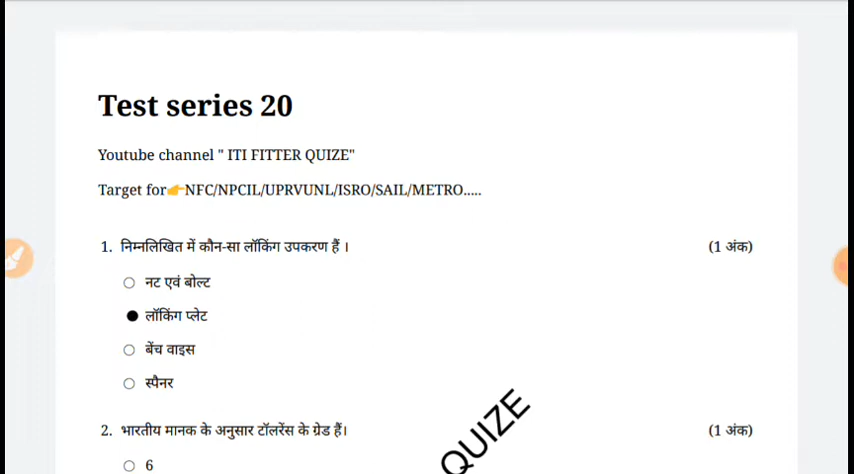 Test series 20
Youtube channel " ITI FITTER QUIZE"
Target for👉NFC/NPCIL/UPRVUNL/ISRO/SAIL/METRO.....
1. निम्नलिखित में कौन-सा लॉकिंग उपकरण हैं। (1 अंक)
नट एवं बोल्ट
लॉकिंग प्लेट
बेंच वाइस
स्पैनर
2. भारतीय मानक के अनुसार टॉलरेंस के ग्रेड हैं। (1 अंक)
6
QUIZE